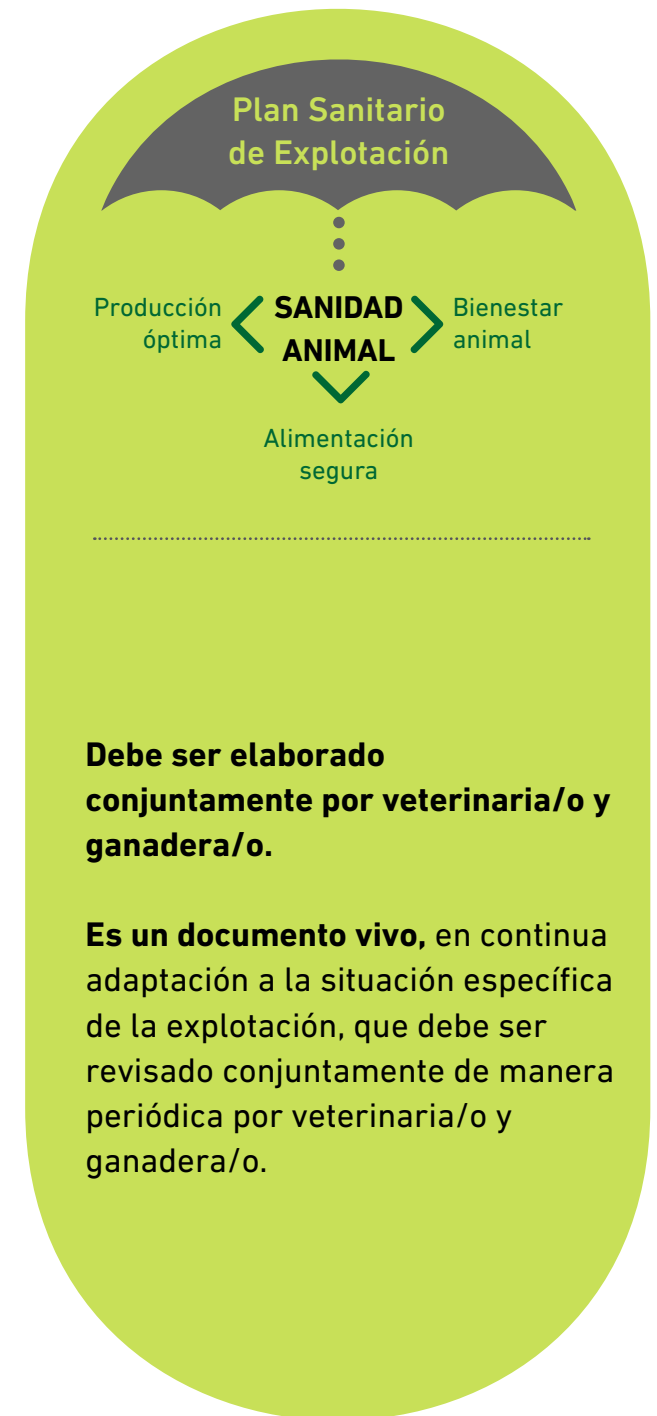 Plan Sanitario
de Explotación
Producción
óptima
SANIDAD
ANIMAL
Bienestar
animal
Alimentación
segura
Debe ser elaborado
conjuntamente por veterinaria/o y
ganadera/o.
Es un documento vivo, en continua
adaptación a la situación específica
de la explotación, que debe ser
revisado conjuntamente de manera
periódica por veterinaria/o y
ganadera/o.